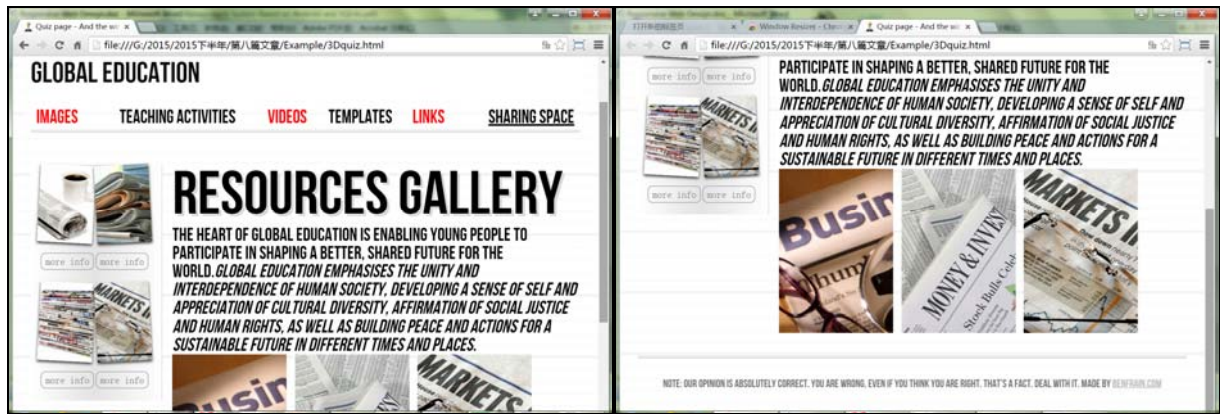 Quiz page - And the wi
file:///G:/2015/2015下半年/第八篇文章/Example/3Dquiz.html
GLOBAL EDUCATION
IMAGES TEACHING ACTIVITIES VIDEOS TEMPLATES LINKS SHARING SPACE
RESOURCES GALLERY
THE HEART OF GLOBAL EDUCATION IS ENABLING YOUNG PEOPLE TO
PARTICIPATE IN SHAPING A BETTER, SHARED FUTURE FOR THE
WORLD.GLOBAL EDUCATION EMPHASISES THE UNITY AND
INTERDEPENDENCE OF HUMAN SOCIETY, DEVELOPING A SENSE OF SELF AND
APPRECIATION OF CULTURAL DIVERSITY, AFFIRMATION OF SOCIAL JUSTICE
AND HUMAN RIGHTS, AS WELL AS BUILDING PEACE AND ACTIONS FOR A
SUSTAINABLE FUTURE IN DIFFERENT TIMES AND PLACES.
more info more info
MARKETS
more info more info
Busin
MARKETS
Window Resizer - Chro
Quiz page - And the wi
file:///G:/2015/2015下半年/第八篇文章/Example/3Dquiz.html
more info more info
MARKETS
more info more info
PARTICIPATE IN SHAPING A BETTER, SHARED FUTURE FOR THE
WORLD.GLOBAL EDUCATION EMPHASISES THE UNITY AND
INTERDEPENDENCE OF HUMAN SOCIETY, DEVELOPING A SENSE OF SELF AND
APPRECIATION OF CULTURAL DIVERSITY, AFFIRMATION OF SOCIAL JUSTICE
AND HUMAN RIGHTS, AS WELL AS BUILDING PEACE AND ACTIONS FOR A
SUSTAINABLE FUTURE IN DIFFERENT TIMES AND PLACES.
Busin
Thumb
MONEY & INVES
Stock Bulls Celeb
MARKETS
NOTE: OUR OPINION IS ABSOLUTELY CORRECT. YOU ARE WRONG, EVEN IF YOU THINK YOU ARE RIGHT. THAT'S A FACT. DEAL WITH IT. MADE BY BENFRAIN.COM